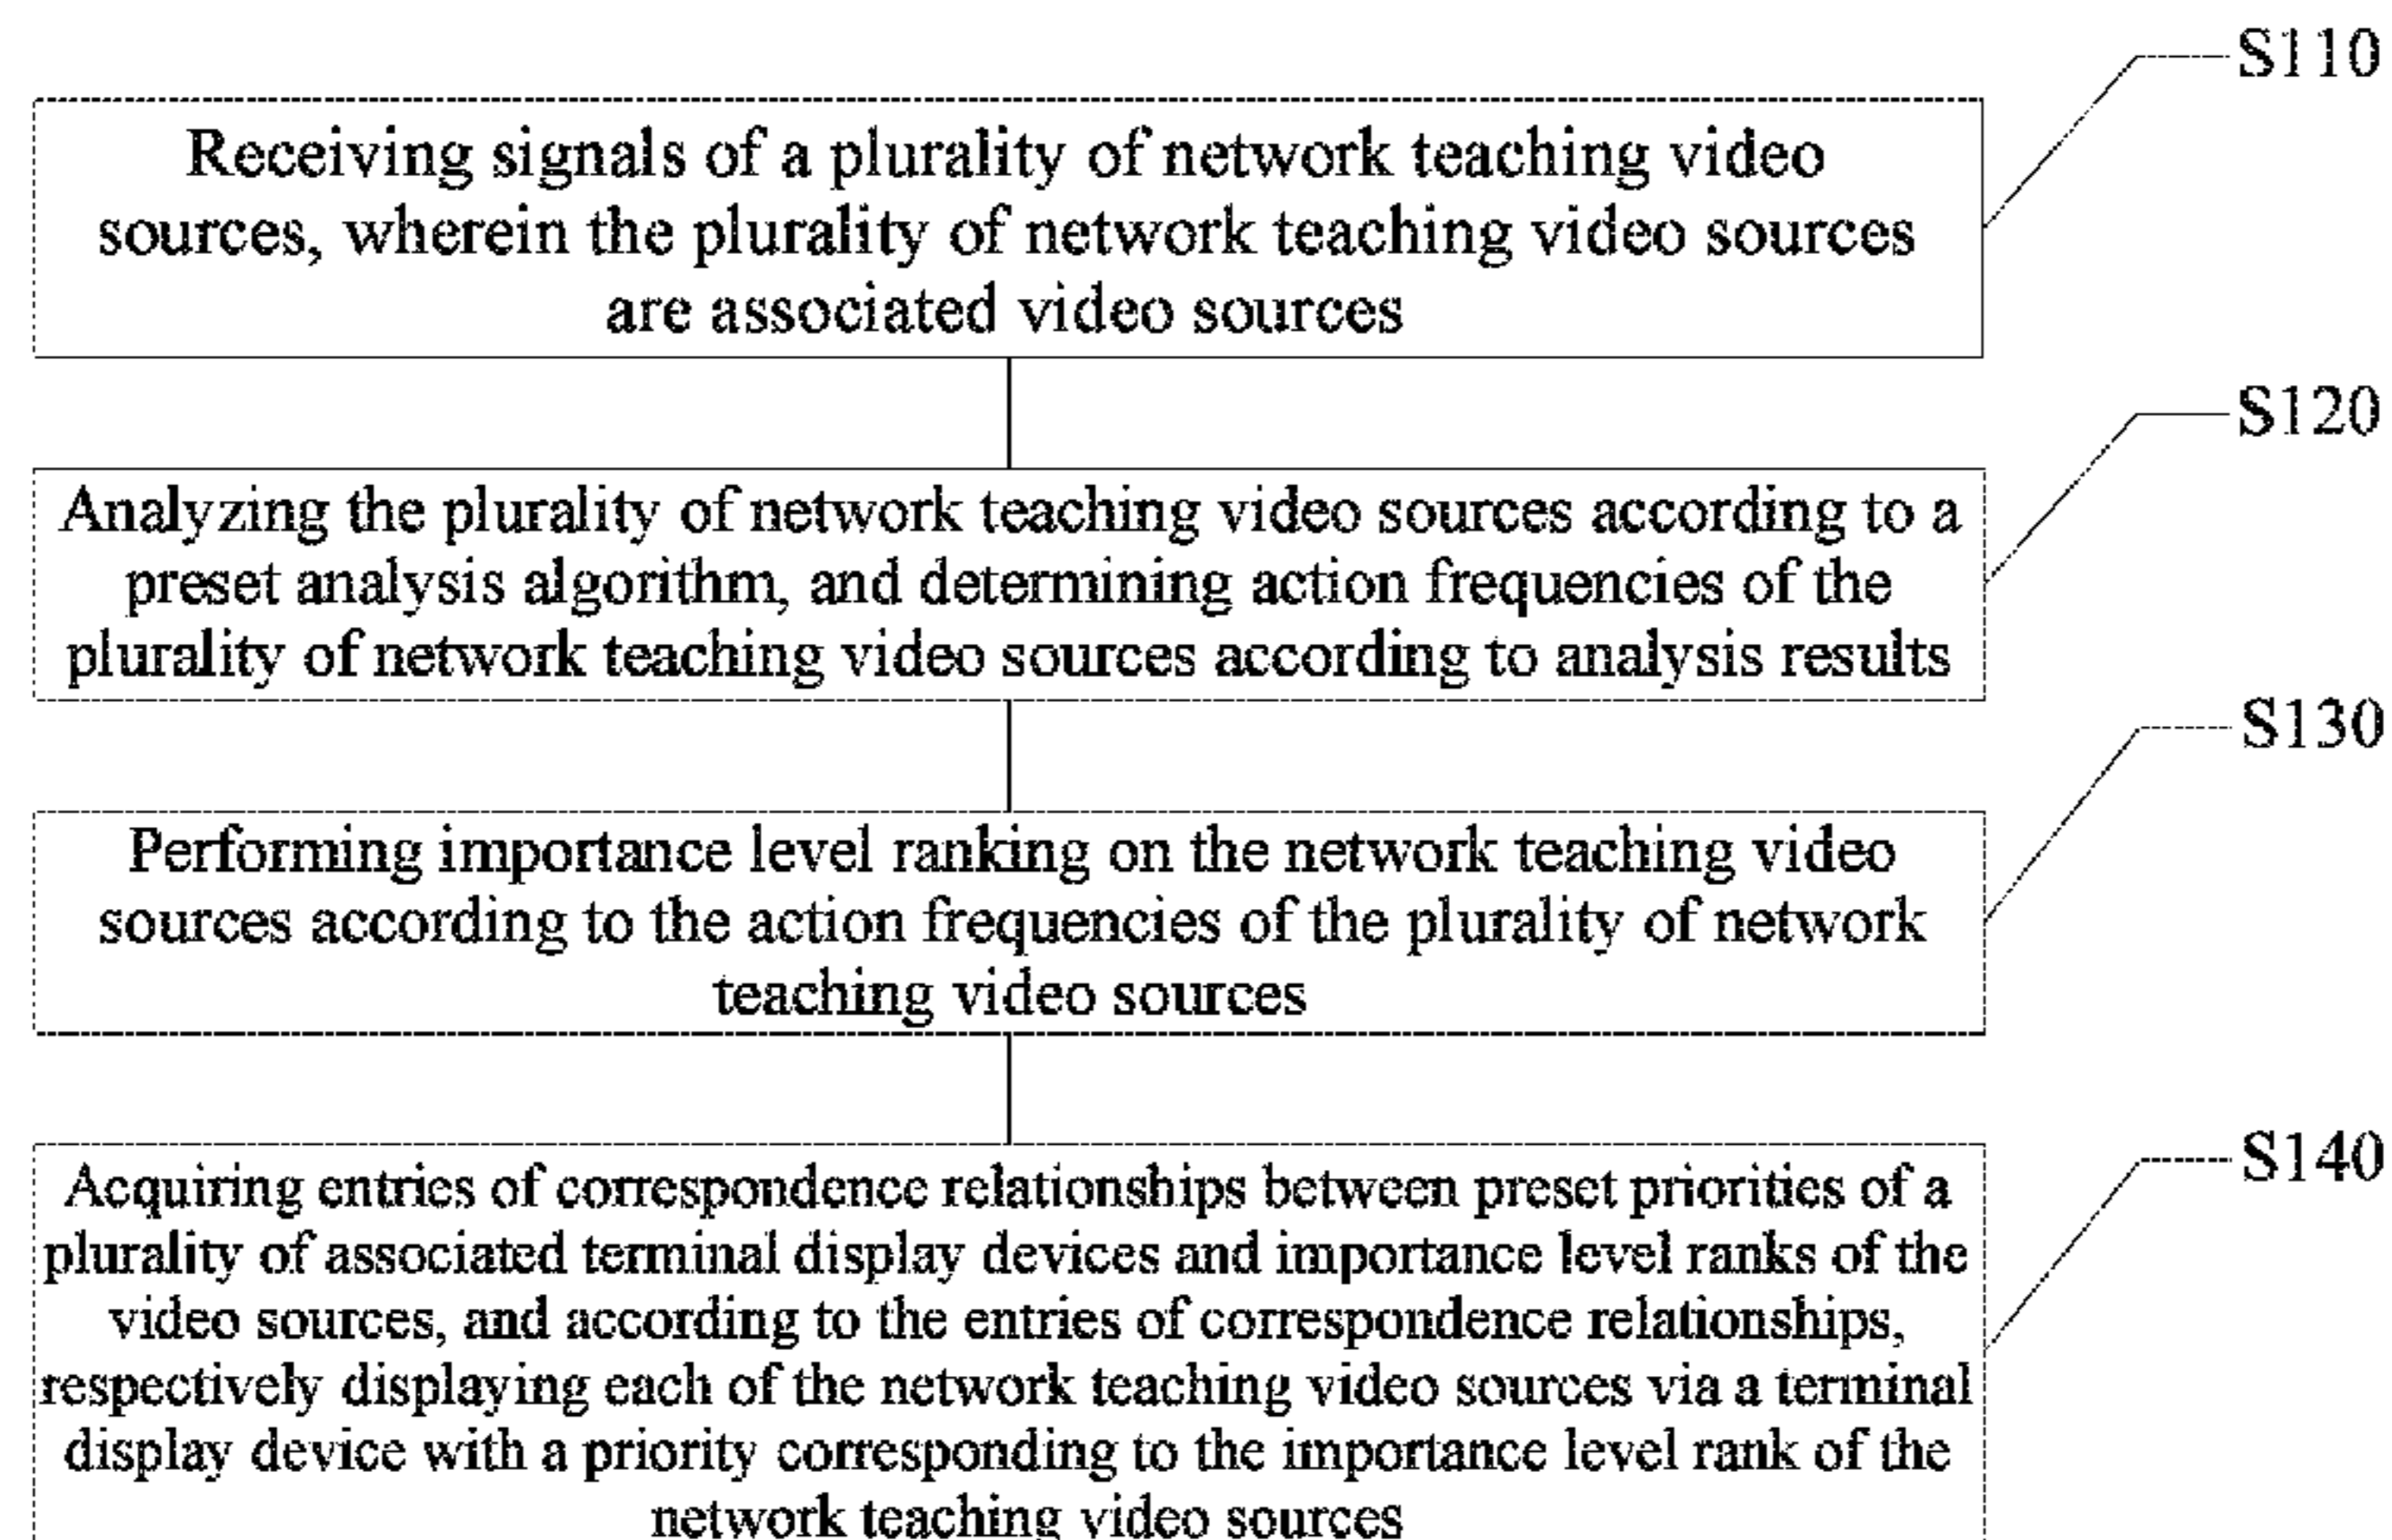 S110
Receiving signals of a plurality of network teaching video
sources, wherein the plurality of network teaching video sources
are associated video sources
S120
Analyzing the plurality of network teaching video sources according to a
preset analysis algorithm, and determining action frequencies of the
plurality of network teaching video sources according to analysis results
S130
Performing importance level ranking on the network teaching video
sources according to the action frequencies of the plurality of network
teaching video sources
S140
Acquiring entries of correspondence relationships between preset priorities of a
plurality of associated terminal display devices and importance level ranks of the
video sources, and according to the entries of correspondence relationships,
respectively displaying each of the network teaching video sources via a terminal
display device with a priority corresponding to the importance level rank of the
network teaching video sources